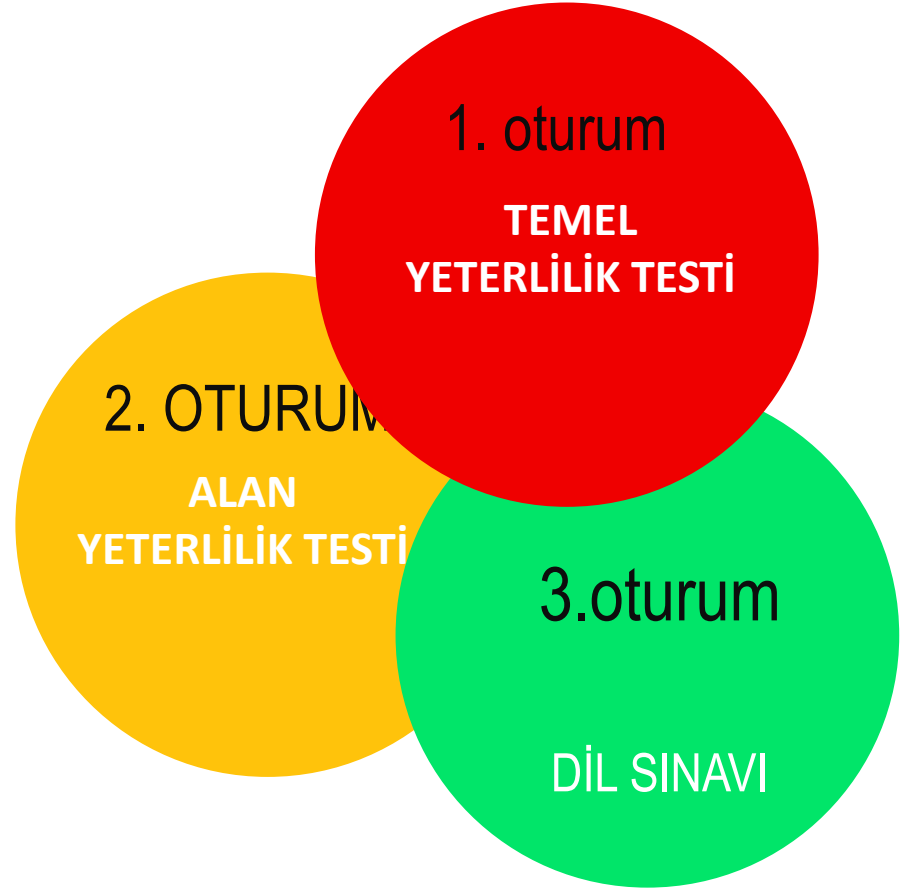 1. oturum
TEMEL
YETERLİLİK TESTİ
2. OTURUM
ALAN
YETERLİLİK TESTİ
3.oturum
DİL SINAVI